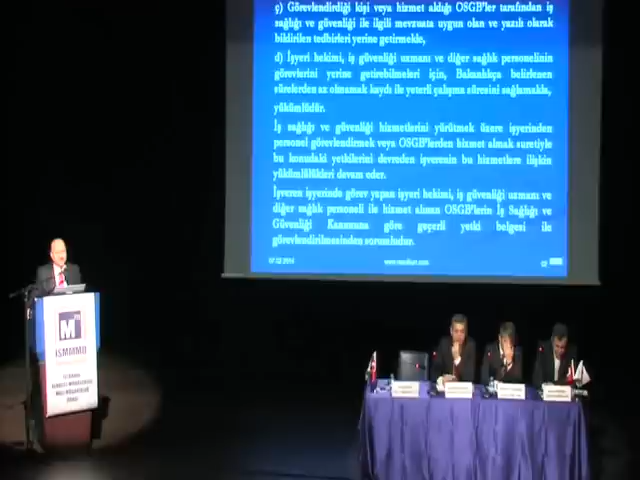 ç) Görevlendirdiği kişi veya hizmet aldığı OSGB'ler tarafından iş
sağlığı ve güvenliği ile ilgili mevzuata uygun olan ve yazılı olarak
bildirilen tedbirleri yerine getirmekle,
d) İşyeri hekimi, iş güvenliği uzmanı ve diğer sağlık personelinin
görevlerini yerine getirebilmeleri için, Bakanlıkça belirlenen
sürelerden az olmamak kaydı ile yeterli çalışma süresini sağlamakla,
yükümlüdür.
İş sağlığı ve güvenliği hizmetlerini yürütmek üzere işyerinden
personel görevlendirmek veya OSGB'lerden hizmet almak suretiyle
bu konudaki yetkilerini devreden işverenin bu hizmetlere ilişkin
yükümlülükleri devam eder.
İşveren işyerinde görev yapan işyeri hekimi, iş güvenliği uzmanı ve
diğer sağlık personeli ile hizmet alınan OSGB'lerin İş Sağlığı ve
Güvenliği Kanununa göre geçerli yetki belgesi ile
görevlendirilmesinden sorumludur.
M
İSMMMO